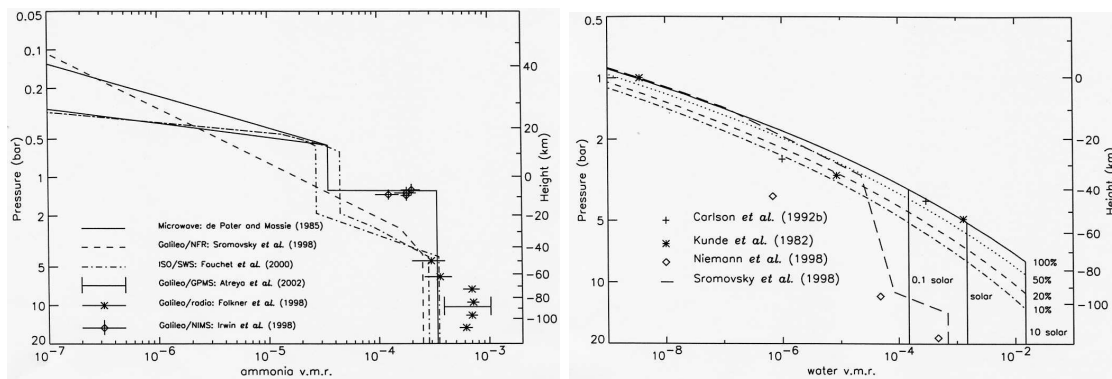 0.05
0.1
0.2
0.5
1
2
5
10
20
Pressure (bar)
40
20
0
-20
-40
-60
-80
-100
Height (km)
Microwave: de Pater and Massie (1985)
Galileo/NFR: Sromovsky et al. (1998)
ISO/SWS: Fouchet et al. (2000)
Galileo/GPMS: Atreya et al. (2002)
Galileo/radio: Folkner et al. (1998)
Galileo/NIMS: Irwin et al. (1998)
10⁻⁷ 10⁻⁶ 10⁻⁵ 10⁻⁴ 10⁻³
ammonia v.m.r.
0.5
1
2
5
10
20
Pressure (bar)
0
-20
-40
-60
-80
-100
Height (km)
Carlson et al. (1992b)
Kunde et al. (1982)
Niemann et al. (1998)
Sromovsky et al. (1998)
100%
50%
20%
10%
0.1 solar
solar
10 solar
10⁻⁸ 10⁻⁶ 10⁻⁴ 10⁻²
water v.m.r.